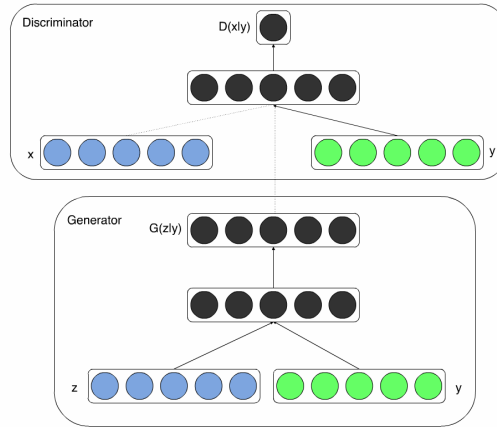 Discriminator
D(x|y)
x
y
Generator
G(z|y)
z
y